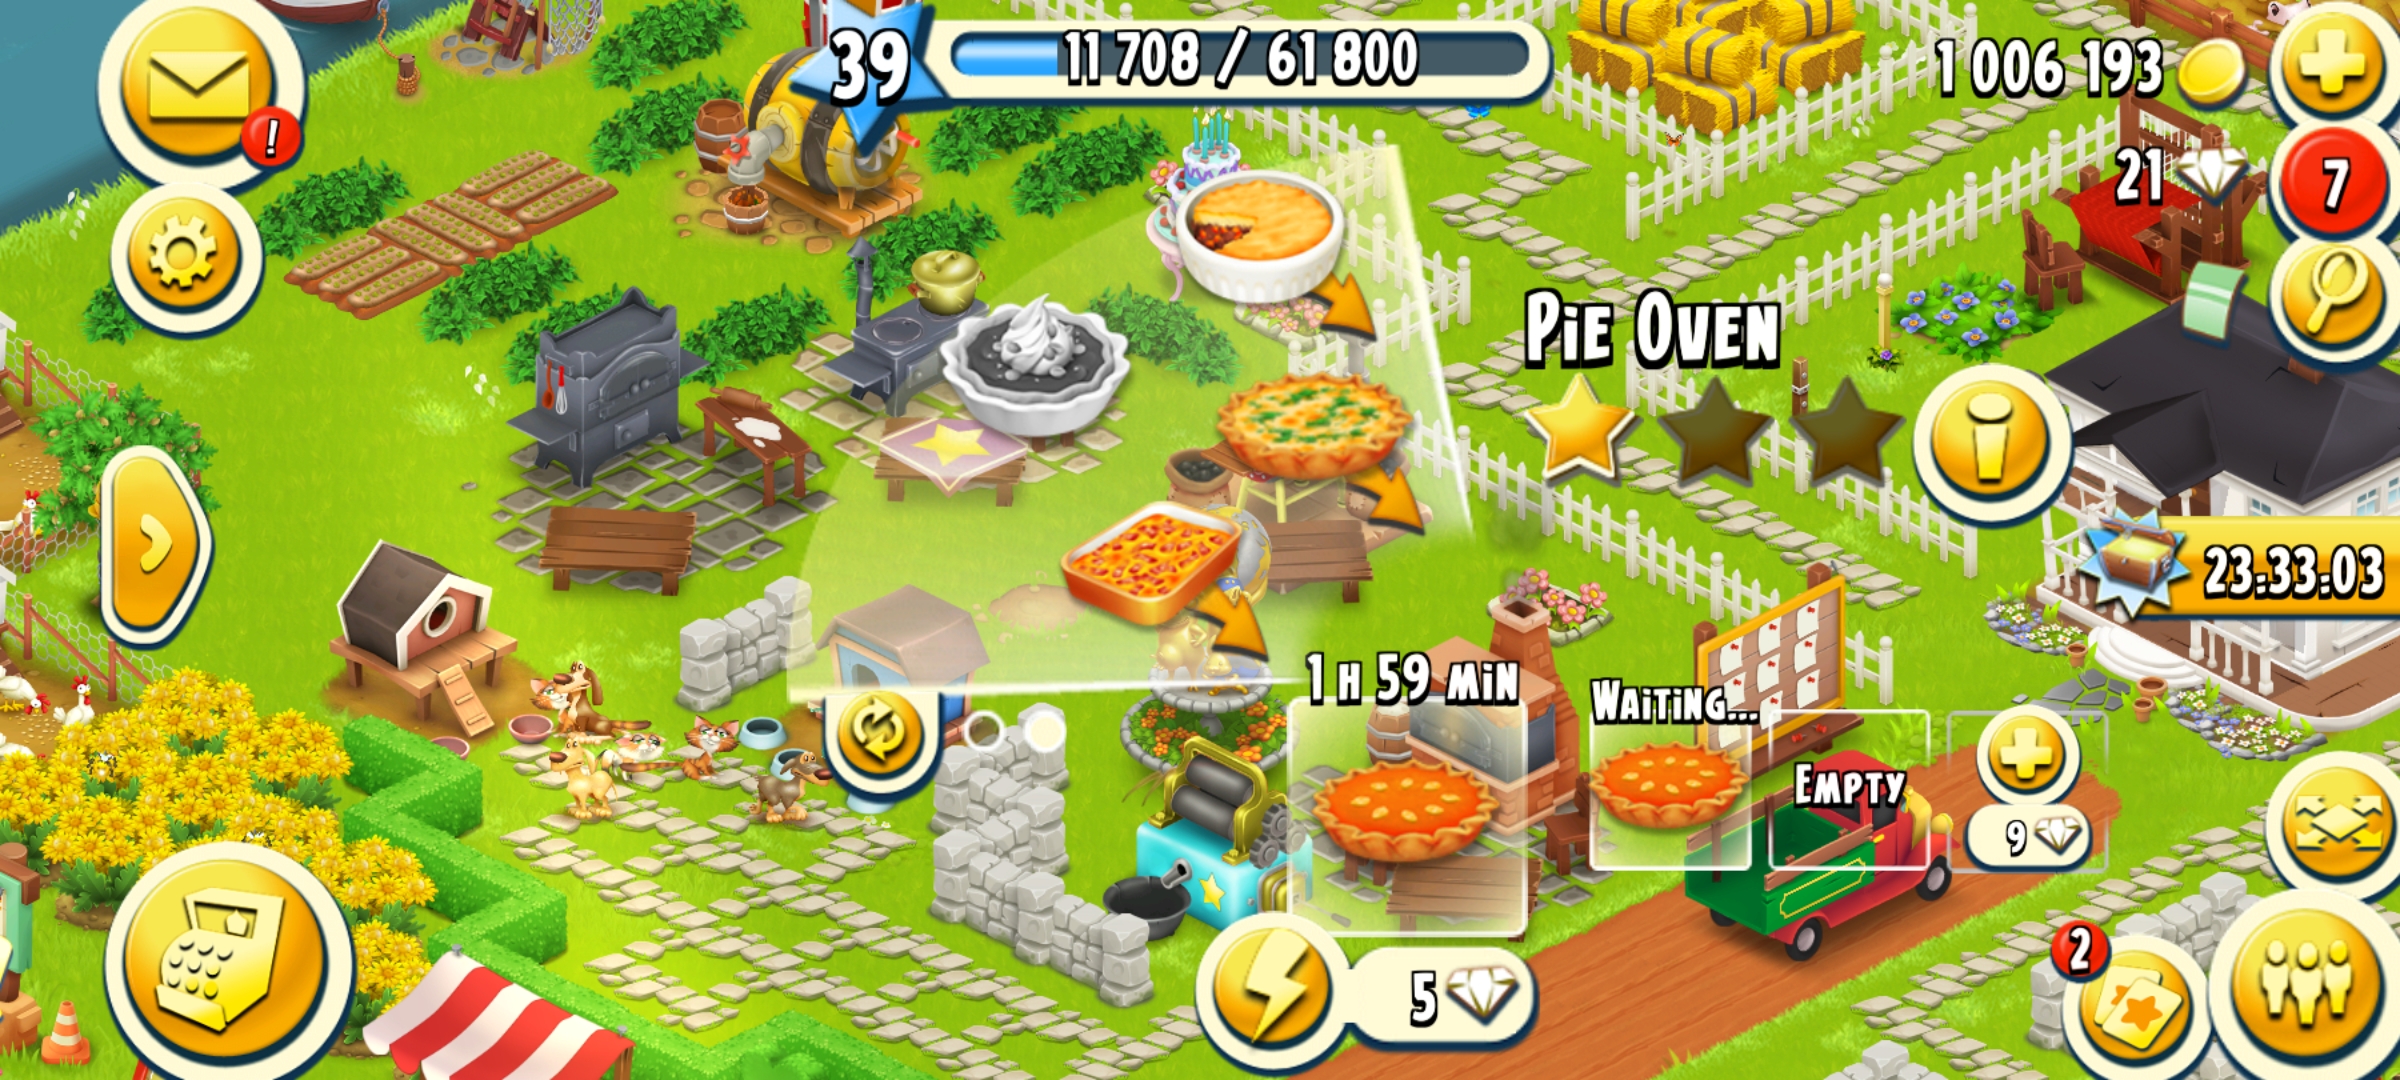 39
11 708 / 61 800
1 006 193
!
21
7
PiE OVEN
23:33:03
1 H 59 MiN
WAITING...
EMPTY
9
2
5